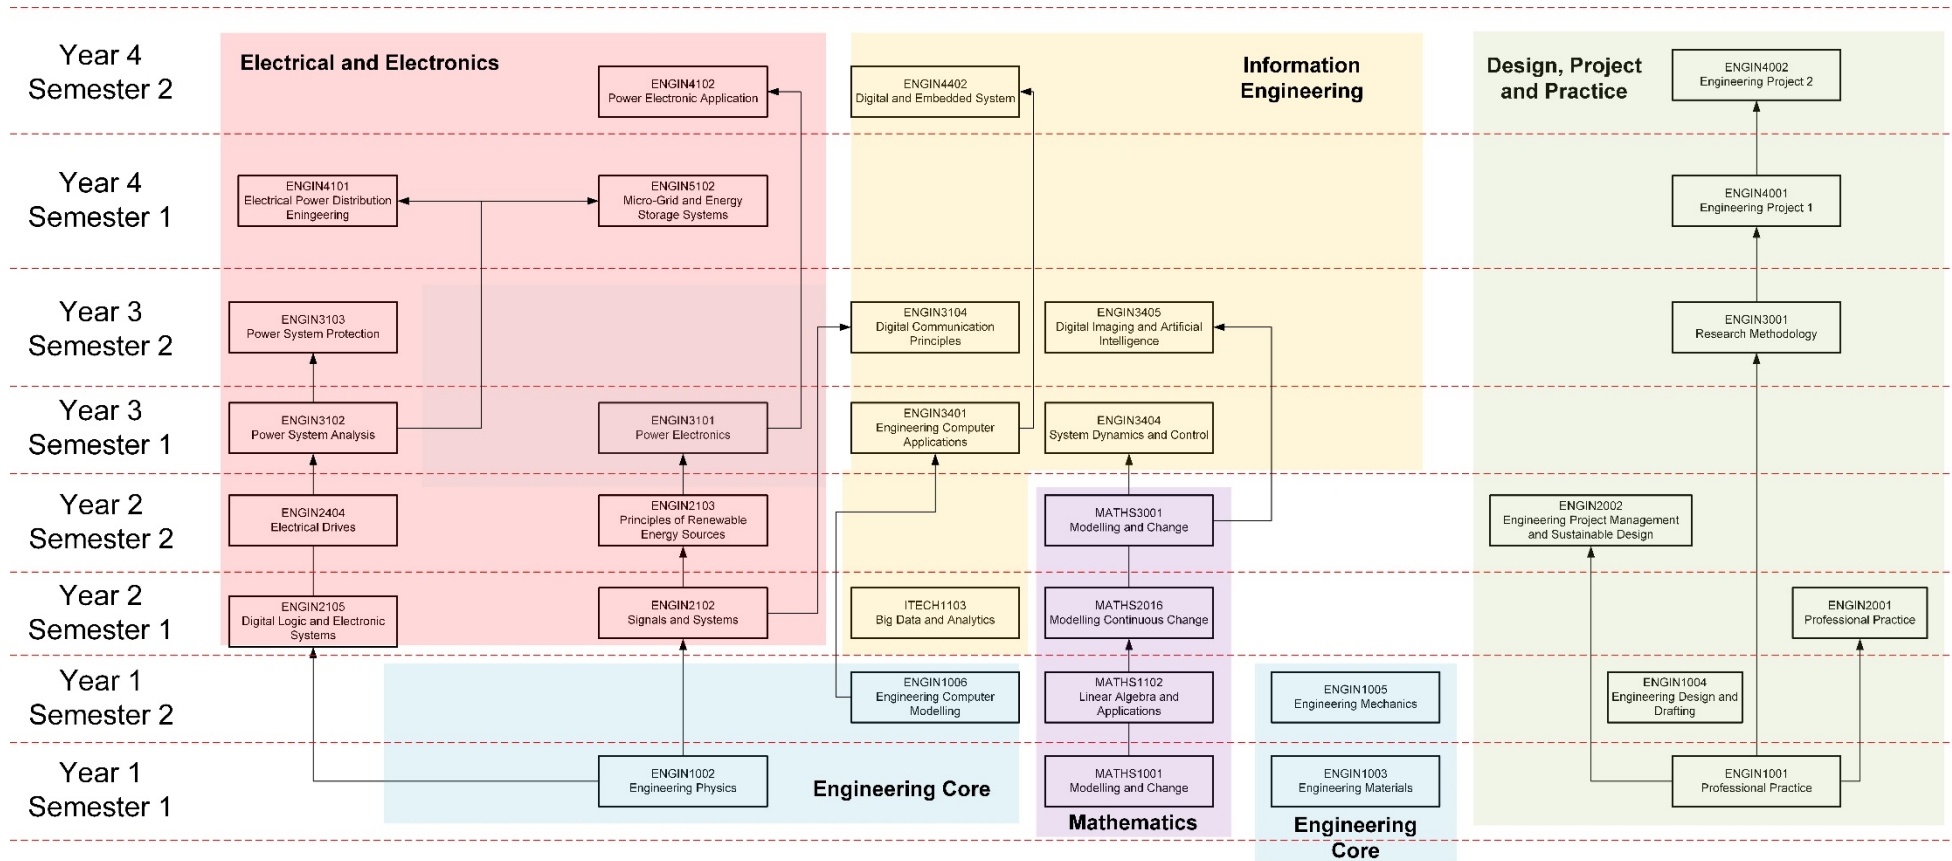 Year 4
Semester 2
Electrical and Electronics
ENGIN4102
Power Electronic Application
ENGIN4402
Digital and Embedded System
Information
Engineering
Design, Project
and Practice
ENGIN4002
Engineering Project 2
Year 4
Semester 1
ENGIN4101
Electrical Power Distribution
Eningeering
ENGIN5102
Micro-Grid and Energy
Storage Systems
ENGIN4001
Engineering Project 1
Year 3
Semester 2
ENGIN3103
Power System Protection
ENGIN3104
Digital Communication
Principles
ENGIN3405
Digital Imaging and Artificial
Intelligence
ENGIN3001
Research Methodology
Year 3
Semester 1
ENGIN3102
Power System Analysis
ENGIN3101
Power Electronics
ENGIN3401
Engineering Computer
Applications
ENGIN3404
System Dynamics and Control
Year 2
Semester 2
ENGIN2404
Electrical Drives
ENGIN2103
Principles of Renewable
Energy Sources
MATHS3001
Modelling and Change
ENGIN2002
Engineering Project Management
and Sustainable Design
Year 2
Semester 1
ENGIN2105
Digital Logic and Electronic
Systems
ENGIN2102
Signals and Systems
ITECH1103
Big Data and Analytics
MATHS2016
Modelling Continuous Change
ENGIN2001
Professional Practice
Year 1
Semester 2
ENGIN1006
Engineering Computer
Modelling
MATHS1102
Linear Algebra and
Applications
ENGIN1005
Engineering Mechanics
ENGIN1004
Engineering Design and
Drafting
Year 1
Semester 1
ENGIN1002
Engineering Physics
Engineering Core
MATHS1001
Modelling and Change
Mathematics
ENGIN1003
Engineering Materials
Engineering
Core
ENGIN1001
Professional Practice